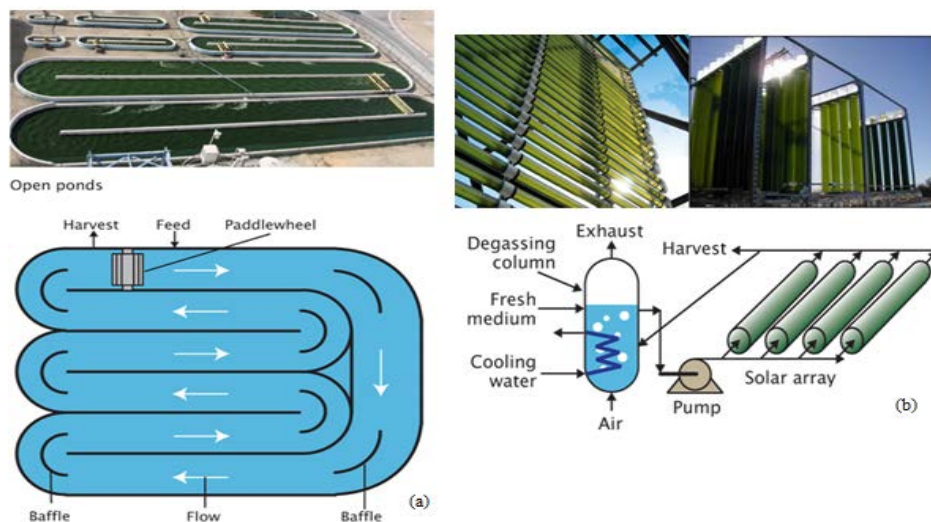 Open ponds
Harvest Feed Paddlewheel
Baffle Flow Baffle
(a)
Exhaust
Degassing
column
Fresh
medium
Cooling
water
Air
Pump
Harvest
Solar array
(b)